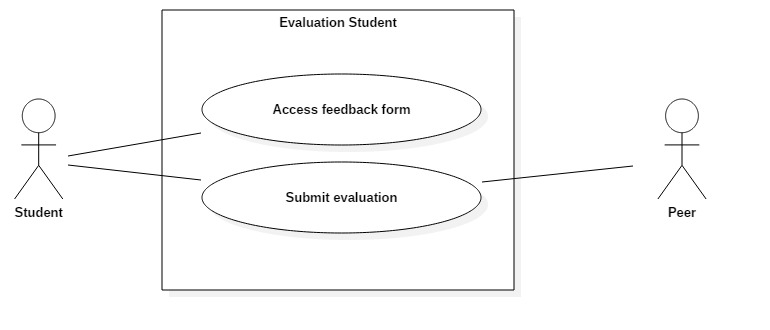 Evaluation Student
Access feedback form
Submit evaluation
Student
Peer